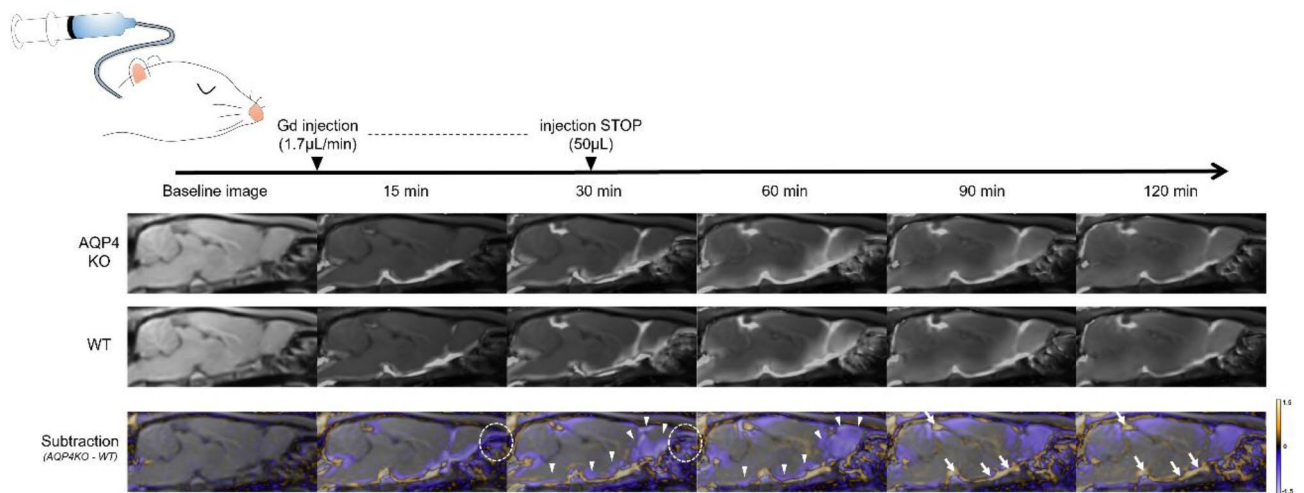 Gd injection
(1.7µL/min)
injection STOP
(50µL)
Baseline image 15 min 30 min 60 min 90 min 120 min
AQP4
KO
WT
Subtraction
(AQP4KO - WT)
1.5
0
-1.5